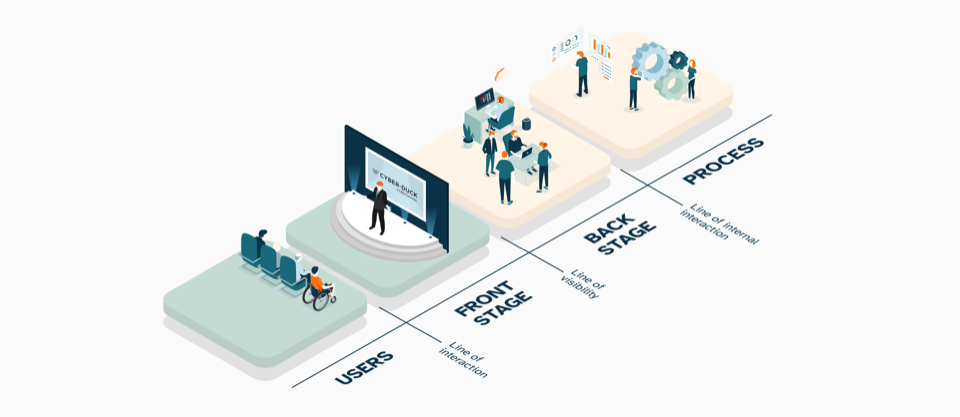 CYBER-DUCK
USERS
Line of
interaction
FRONT
STAGE
Line of
visibility
BACK
STAGE
Line of internal
interaction
PROCESS